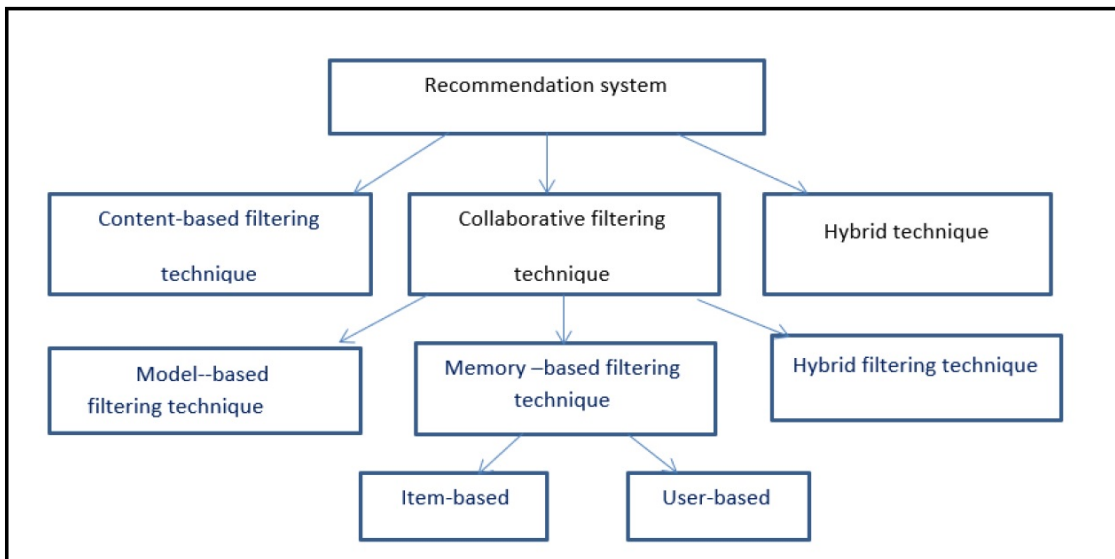 Recommendation system
Content-based filtering
technique
Collaborative filtering
technique
Hybrid technique
Model--based
filtering technique
Memory –based filtering
technique
Hybrid filtering technique
Item-based
User-based